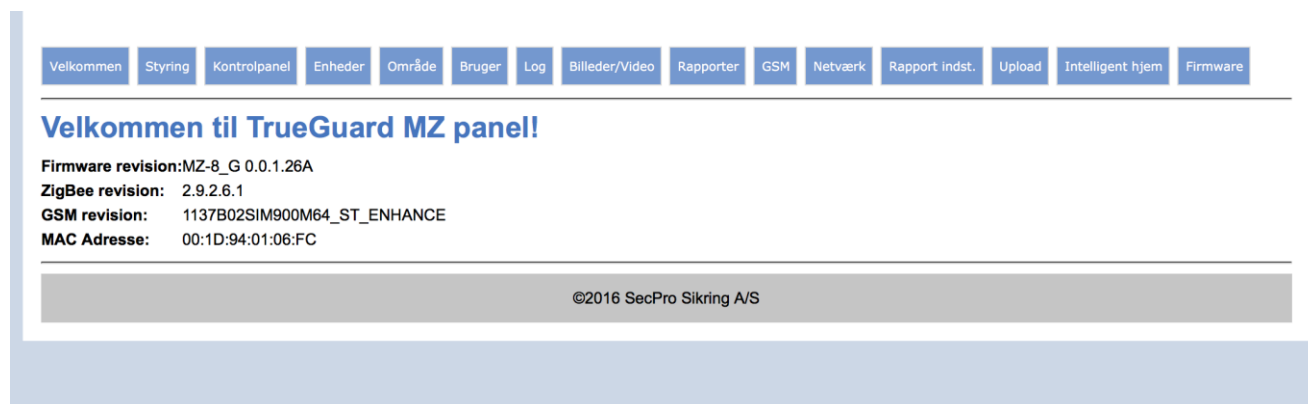 Velkommen Styring Kontrolpanel Enheder Område Bruger Log Billeder/Video Rapporter GSM Netværk Rapport indst. Upload Intelligent hjem Firmware
Velkommen til TrueGuard MZ panel!
Firmware revision:MZ-8_G 0.0.1.26A
ZigBee revision: 2.9.2.6.1
GSM revision: 1137B02SIM900M64_ST_ENHANCE
MAC Adresse: 00:1D:94:01:06:FC
©2016 SecPro Sikring A/S